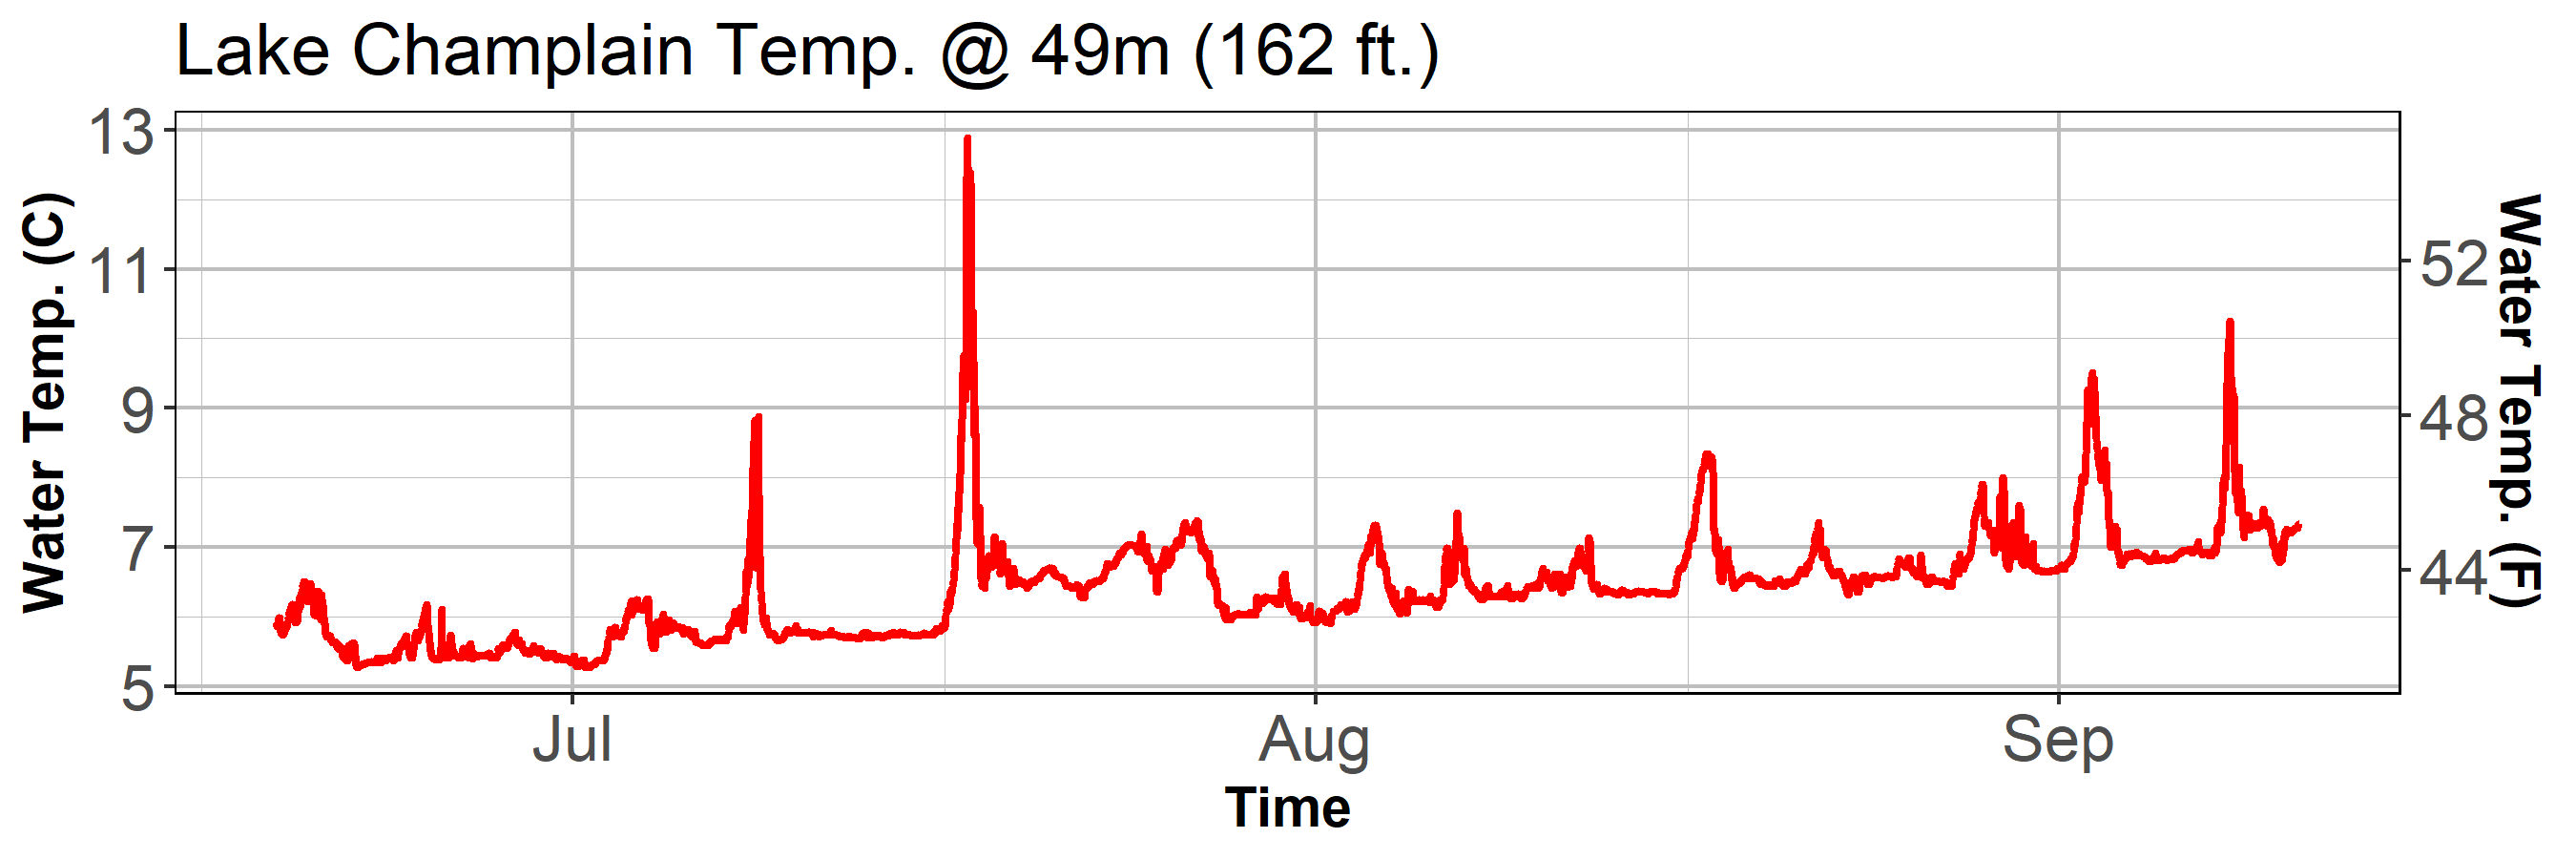 Lake Champlain Temp. @ 49m (162 ft.)
Water Temp. (C)
13
11
9
7
5
52
48
44
Water Temp. (F)
Jul
Aug
Sep
Time